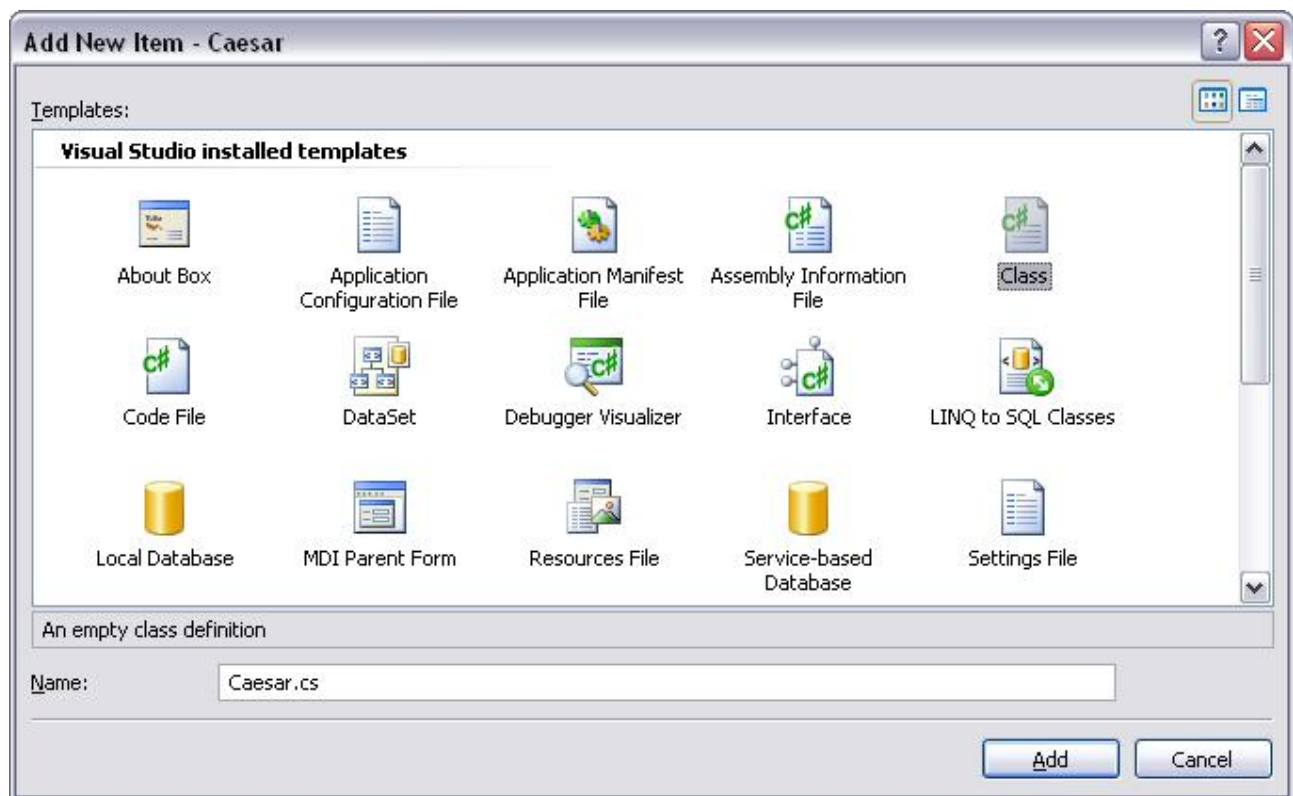 Add New Item - Caesar
Templates:
Visual Studio installed templates
About Box
Application
Configuration File
Application Manifest
File
Assembly Information
File
Class
Code File
DataSet
Debugger Visualizer
Interface
LINQ to SQL Classes
Local Database
MDI Parent Form
Resources File
Service-based
Database
Settings File
An empty class definition
Name:
Caesar.cs
Add
Cancel